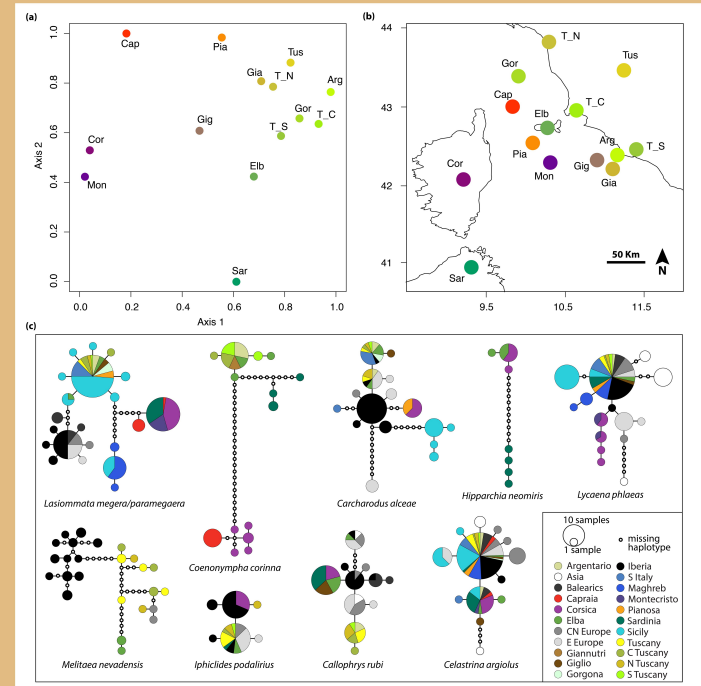 (a)
1.0
0.8
0.6
0.4
0.2
0.0
Axis 2
Cap
Pia
Tus
Gia
T_N
Arg
Gor
T_C
Gig
T_S
Cor
Elb
Mon
Sar
0.0
0.2
0.4
0.6
0.8
1.0
Axis 1
(b)
44
43
42
41
T_N
Tus
Gor
Cap
T_C
Elb
Arg
T_S
Pia
Cor
Mon
Gig
Gia
Sar
50 Km
N
9.5
10.5
11.5
(c)
Lasiommata megera/paramegaera
Coenonympha corinna
Carcharodus alceae
Hipparchia neomiris
Lycaena phlaeas
Melitaea nevadensis
Iphiclides podalirius
Callophrys rubi
Celastrina argiolus
10 samples
1 sample
missing
haplotype
Argentario
Asia
Balearics
Capraia
Corsica
Elba
CN Europe
E Europe
Giannutri
Giglio
Gorgona
Iberia
S Italy
Maghreb
Montecristo
Pianosa
Sardinia
Sicily
Tuscany
C Tuscany
N Tuscany
S Tuscany